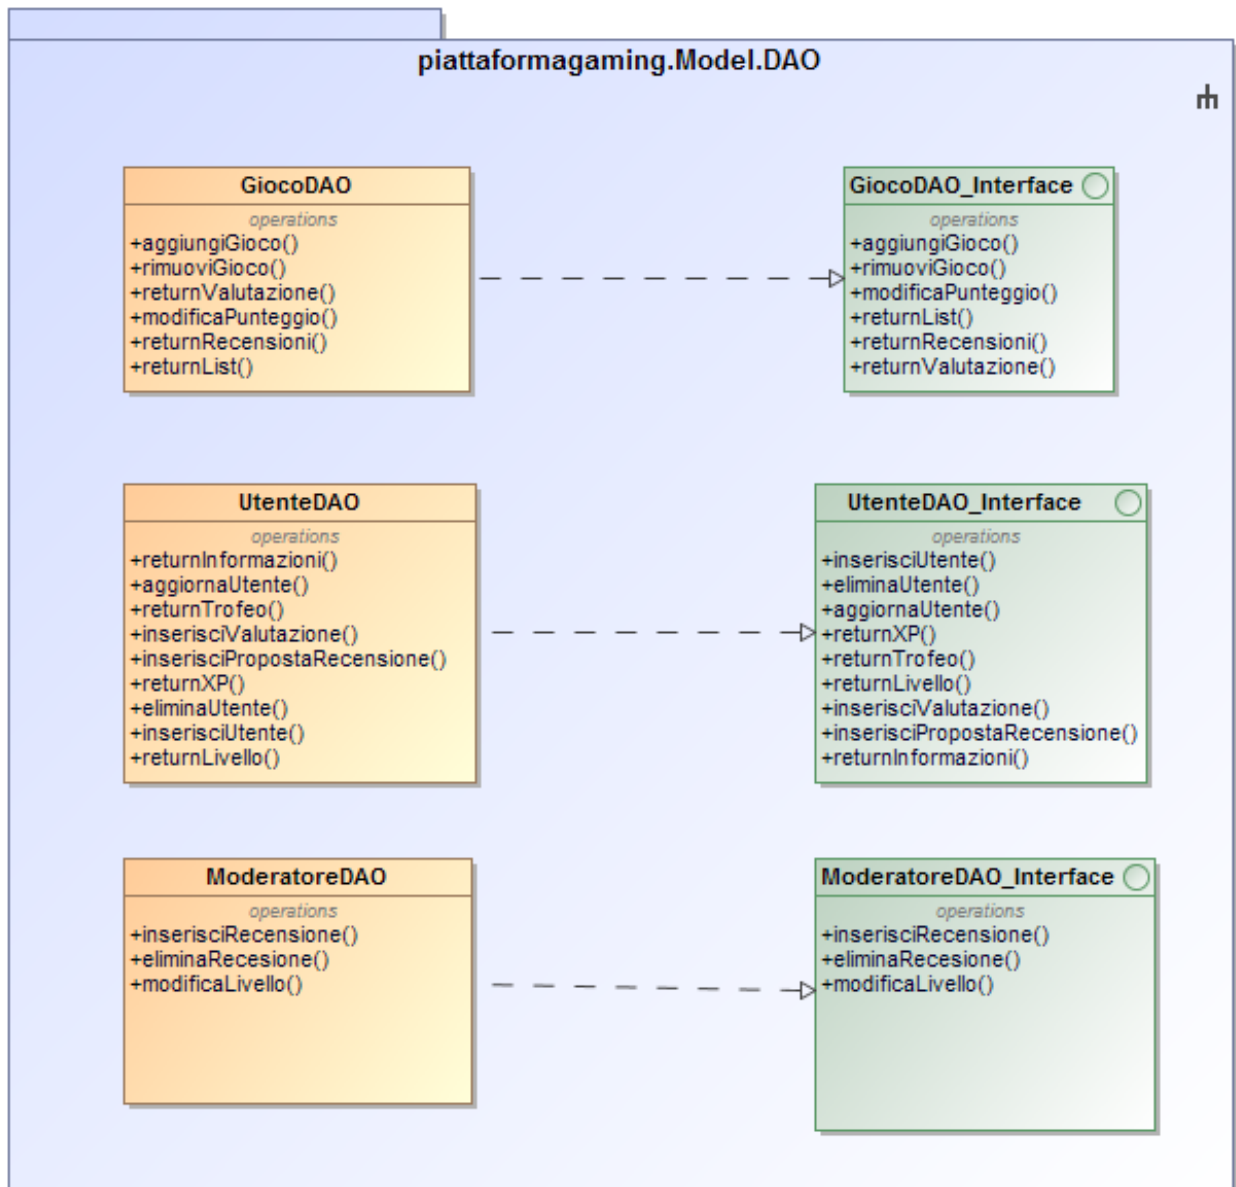 piattaformagaming.Model.DAO
GiocoDAO
operations
+aggiungiGioco()
+rimuoviGioco()
+returnValutazione()
+modificaPunteggio()
+returnRecensioni()
+returnList()
GiocoDAO_Interface
operations
+aggiungiGioco()
+rimuoviGioco()
+modificaPunteggio()
+returnList()
+returnRecensioni()
+returnValutazione()
UtenteDAO
operations
+returnInformazioni()
+aggiornaUtente()
+returnTrofeo()
+inserisciValutazione()
+inserisciPropostaRecensione()
+returnXP()
+eliminaUtente()
+inserisciUtente()
+returnLivello()
UtenteDAO_Interface
operations
+inserisciUtente()
+eliminaUtente()
+aggiornaUtente()
+returnXP()
+returnTrofeo()
+returnLivello()
+inserisciValutazione()
+inserisciPropostaRecensione()
+returnInformazioni()
ModeratoreDAO
operations
+inserisciRecensione()
+eliminaRecesione()
+modificaLivello()
ModeratoreDAO_Interface
operations
+inserisciRecensione()
+eliminaRecesione()
+modificaLivello()